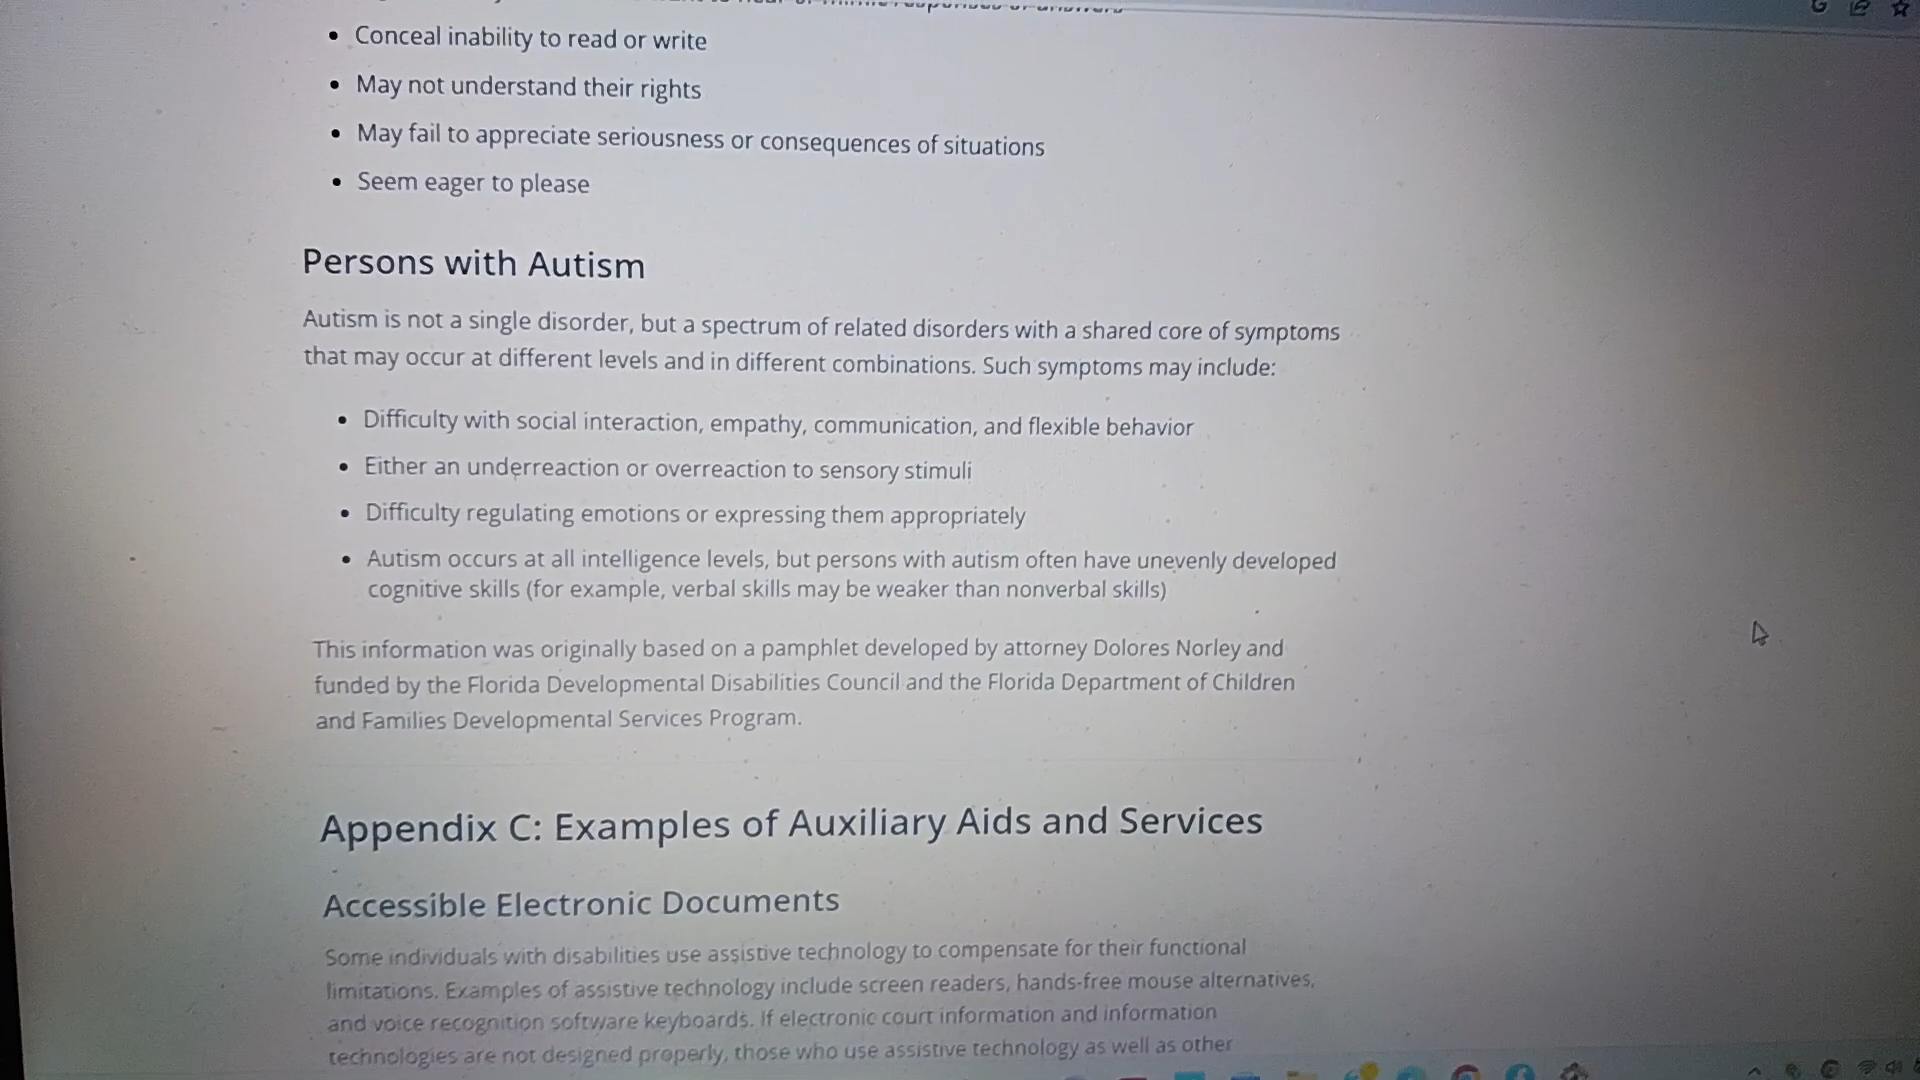 Conceal inability to read or write
May not understand their rights
May fail to appreciate seriousness or consequences of situations
Seem eager to please
Persons with Autism
Autism is not a single disorder, but a spectrum of related disorders with a shared core of symptoms
that may occur at different levels and in different combinations. Such symptoms may include:
Difficulty with social interaction, empathy, communication, and flexible behavior
Either an underreaction or overreaction to sensory stimuli
Difficulty regulating emotions or expressing them appropriately
Autism occurs at all intelligence levels, but persons with autism often have unevenly developed
cognitive skills (for example, verbal skills may be weaker than nonverbal skills)
This information was originally based on a pamphlet developed by attorney Dolores Norley and
funded by the Florida Developmental Disabilities Council and the Florida Department of Children
and Families Developmental Services Program.
Appendix C: Examples of Auxiliary Aids and Services
Accessible Electronic Documents
Some individuals with disabilities use assistive technology to compensate for their functional
limitations. Examples of assistive technology include screen readers, hands-free mouse alternatives,
and voice recognition software keyboards. If electronic court information and information
technologies are not designed properly, those who use assistive technology as well as other